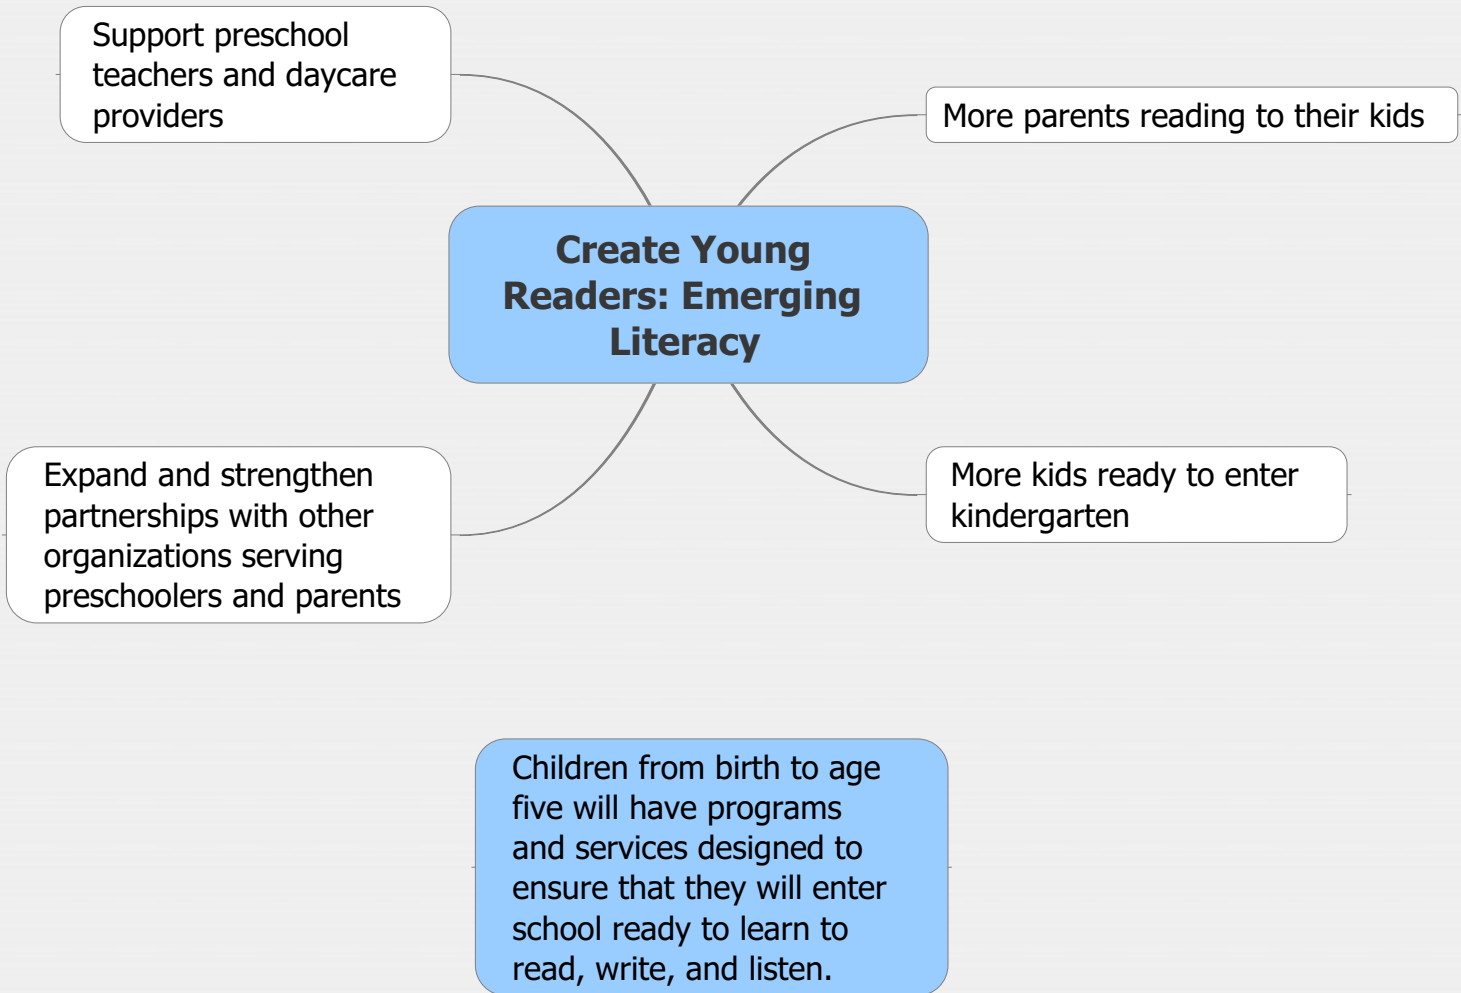 Support preschool
teachers and daycare
providers
More parents reading to their kids
Create Young
Readers: Emerging
Literacy
Expand and strengthen
partnerships with other
organizations serving
preschoolers and parents
More kids ready to enter
kindergarten
Children from birth to age
five will have programs
and services designed to
ensure that they will enter
school ready to learn to
read, write, and listen.